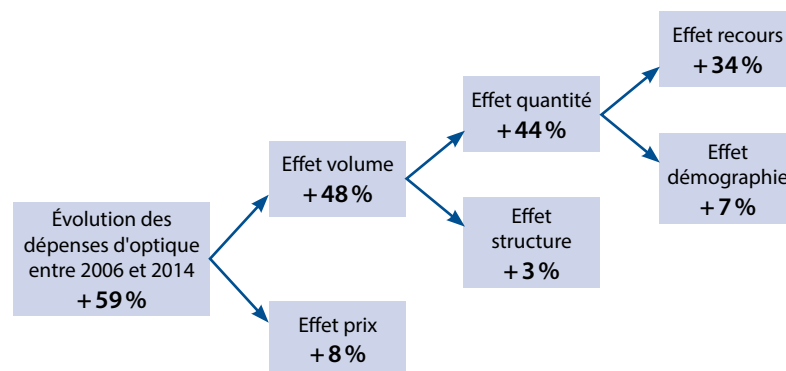 Effet recours
+34%
Effet quantité
+44%
Effet
démographie
+7%
Effet volume
+48%
Effet
structure
+3%
Évolution des
dépenses d'optique
entre 2006 et 2014
+59%
Effet prix
+8%